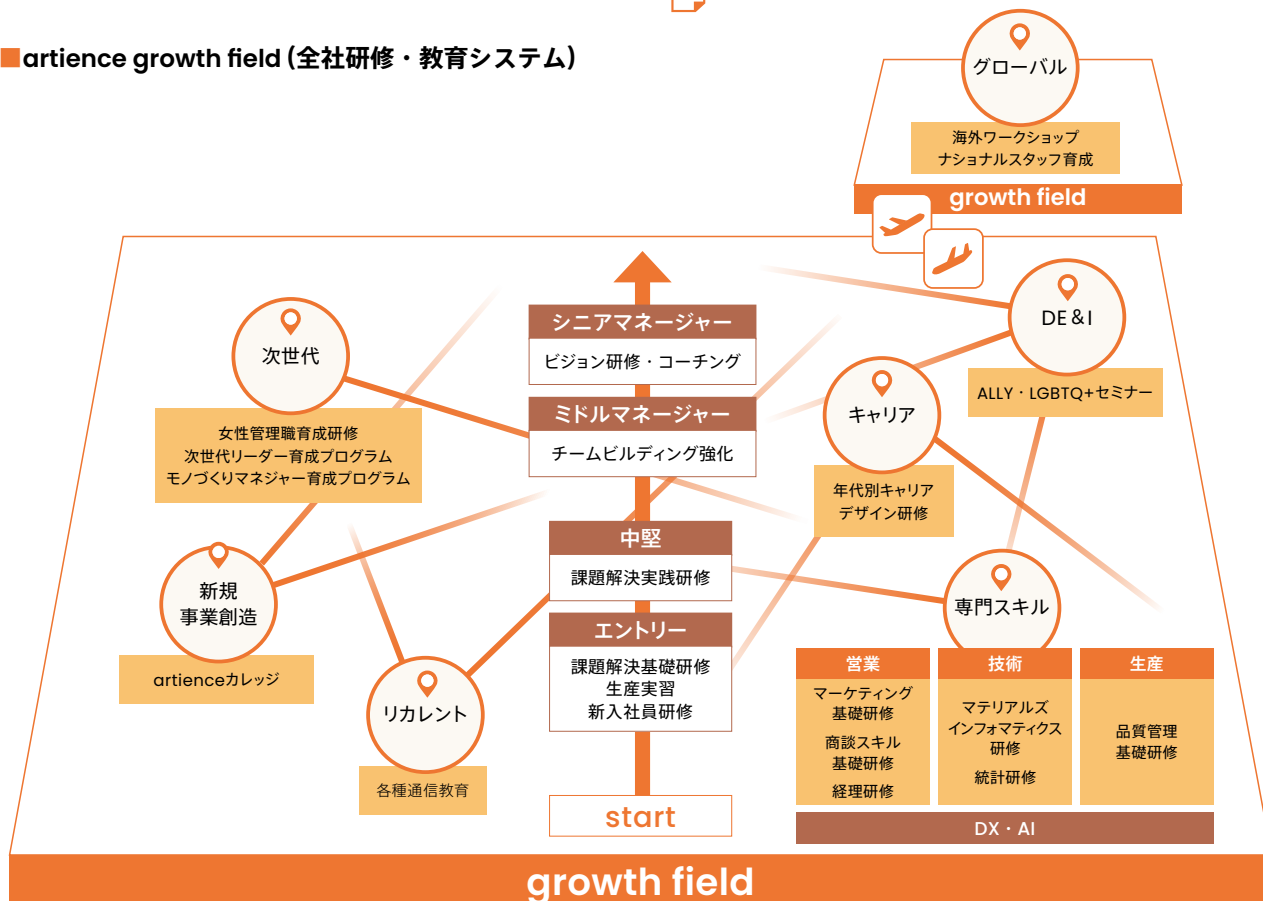 artience growth field (全社研修・教育システム)
グローバル
海外ワークショップ
ナショナルスタッフ育成
growth field
シニアマネージャー
ビジョン研修・コーチング
ミドルマネージャー
チームビルディング強化
中堅
課題解決実践研修
エントリー
課題解決基礎研修
生産実習
新入社員研修
start
次世代
女性管理職育成研修
次世代リーダー育成プログラム
モノづくりマネジャー育成プログラム
新規
事業創造
artienceカレッジ
リカレント
各種通信教育
DE&I
ALLY・LGBTQ+セミナー
キャリア
年代別キャリア
デザイン研修
専門スキル
営業
マーケティング
基礎研修
商談スキル
基礎研修
経理研修
技術
マテリアルズ
インフォマティクス
研修
統計研修
生産
品質管理
基礎研修
DX・AI
growth field